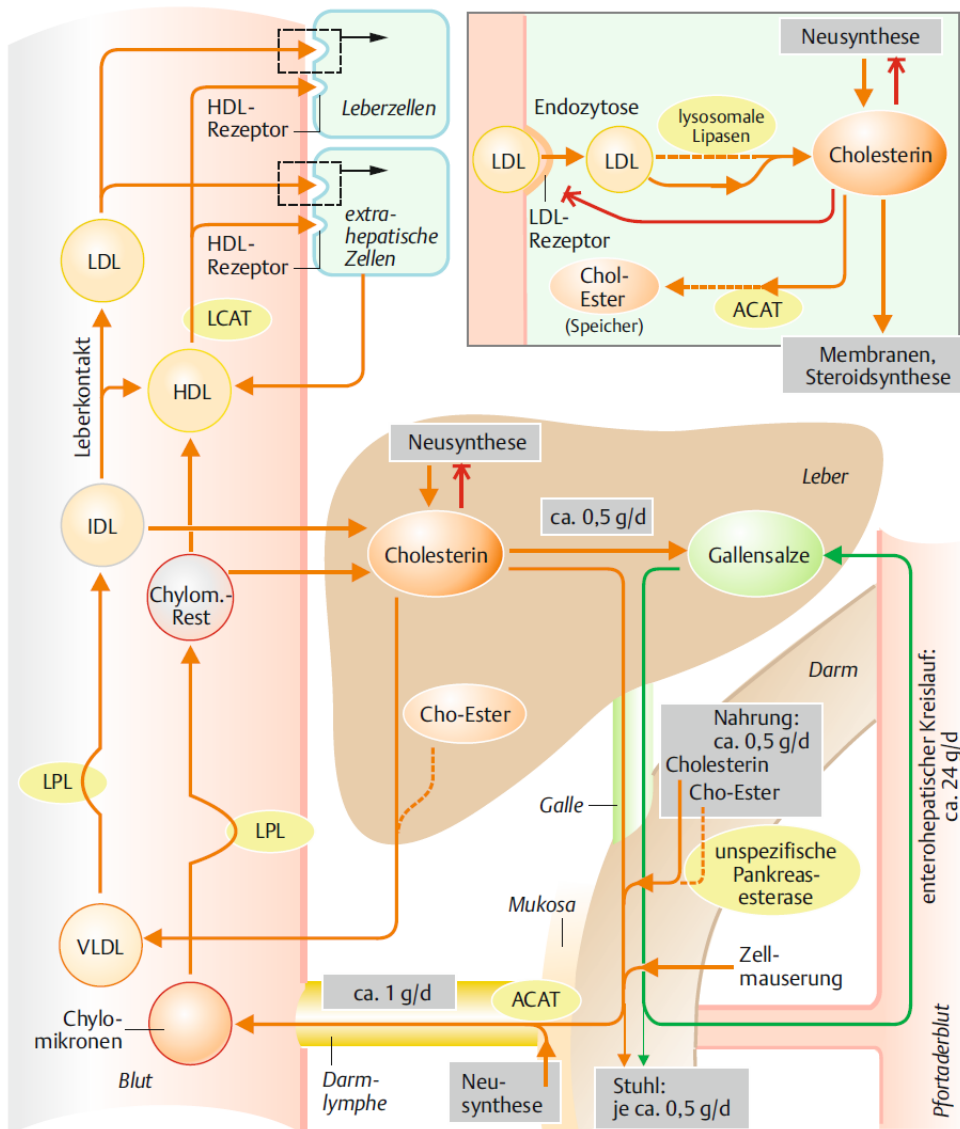 Leberzellen
HDL-
Rezeptor
extra-
hepatische
Zellen
HDL-
Rezeptor
LDL
LCAT
Leberkontakt
HDL
IDL
Chylom.-
Rest
LPL
LPL
VLDL
Chylo-
mikronen
Blut
Neusynthese
Endozytose
lysosomale
Lipasen
LDL
LDL
Cholesterin
LDL-
Rezeptor
Chol-
Ester
(Speicher)
ACAT
Membranen,
Steroidsynthese
Neusynthese
Leber
ca. 0,5 g/d
Cholesterin
Gallensalze
Cho-Ester
Darm
Nahrung:
ca. 0,5 g/d
Cholesterin
Cho-Ester
Galle
unspezifische
Pankreas-
esterase
Mukosa
Zell-
mauserung
ca. 1 g/d
ACAT
Darm-
lymphe
Neu-
synthese
Stuhl:
je ca. 0,5 g/d
enterohepatischer Kreislauf:
ca. 24 g/d
Pfortaderblut